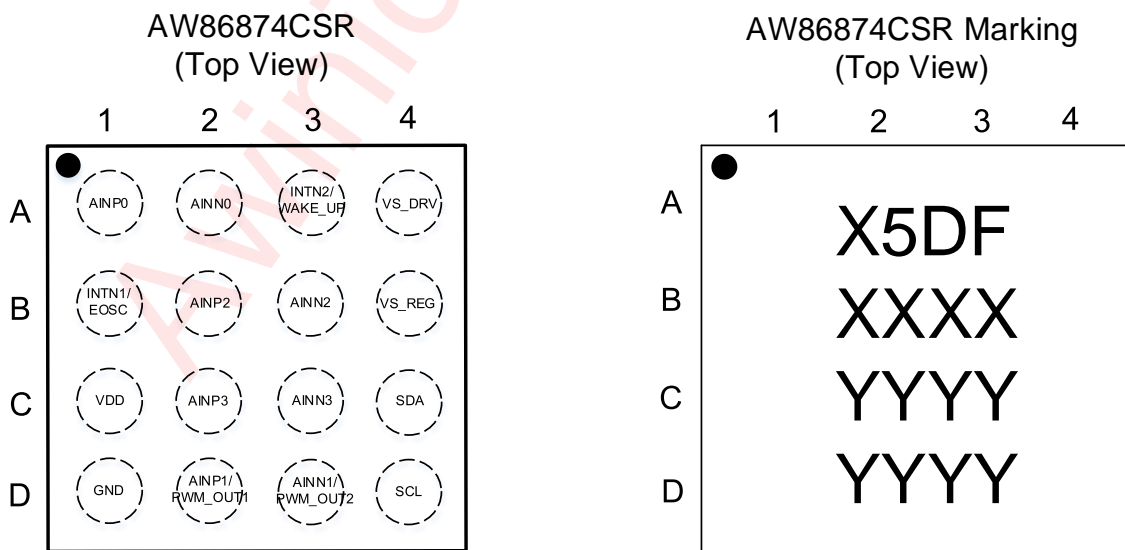 AW86874CSR
(Top View)
1 2 3 4
A
AINP0
AINN0
INTN2/
WAKE_UP
VS_DRV
B
INTN1/
EOSC
AINP2
AINN2
VS_REG
C
VDD
AINP3
AINN3
SDA
D
GND
AINP1/
PWM_OUT1
AINN1/
PWM_OUT2
SCL
AW86874CSR Marking
(Top View)
1 2 3 4
A
X5DF
B
XXXX
C
YYYY
D
YYYY